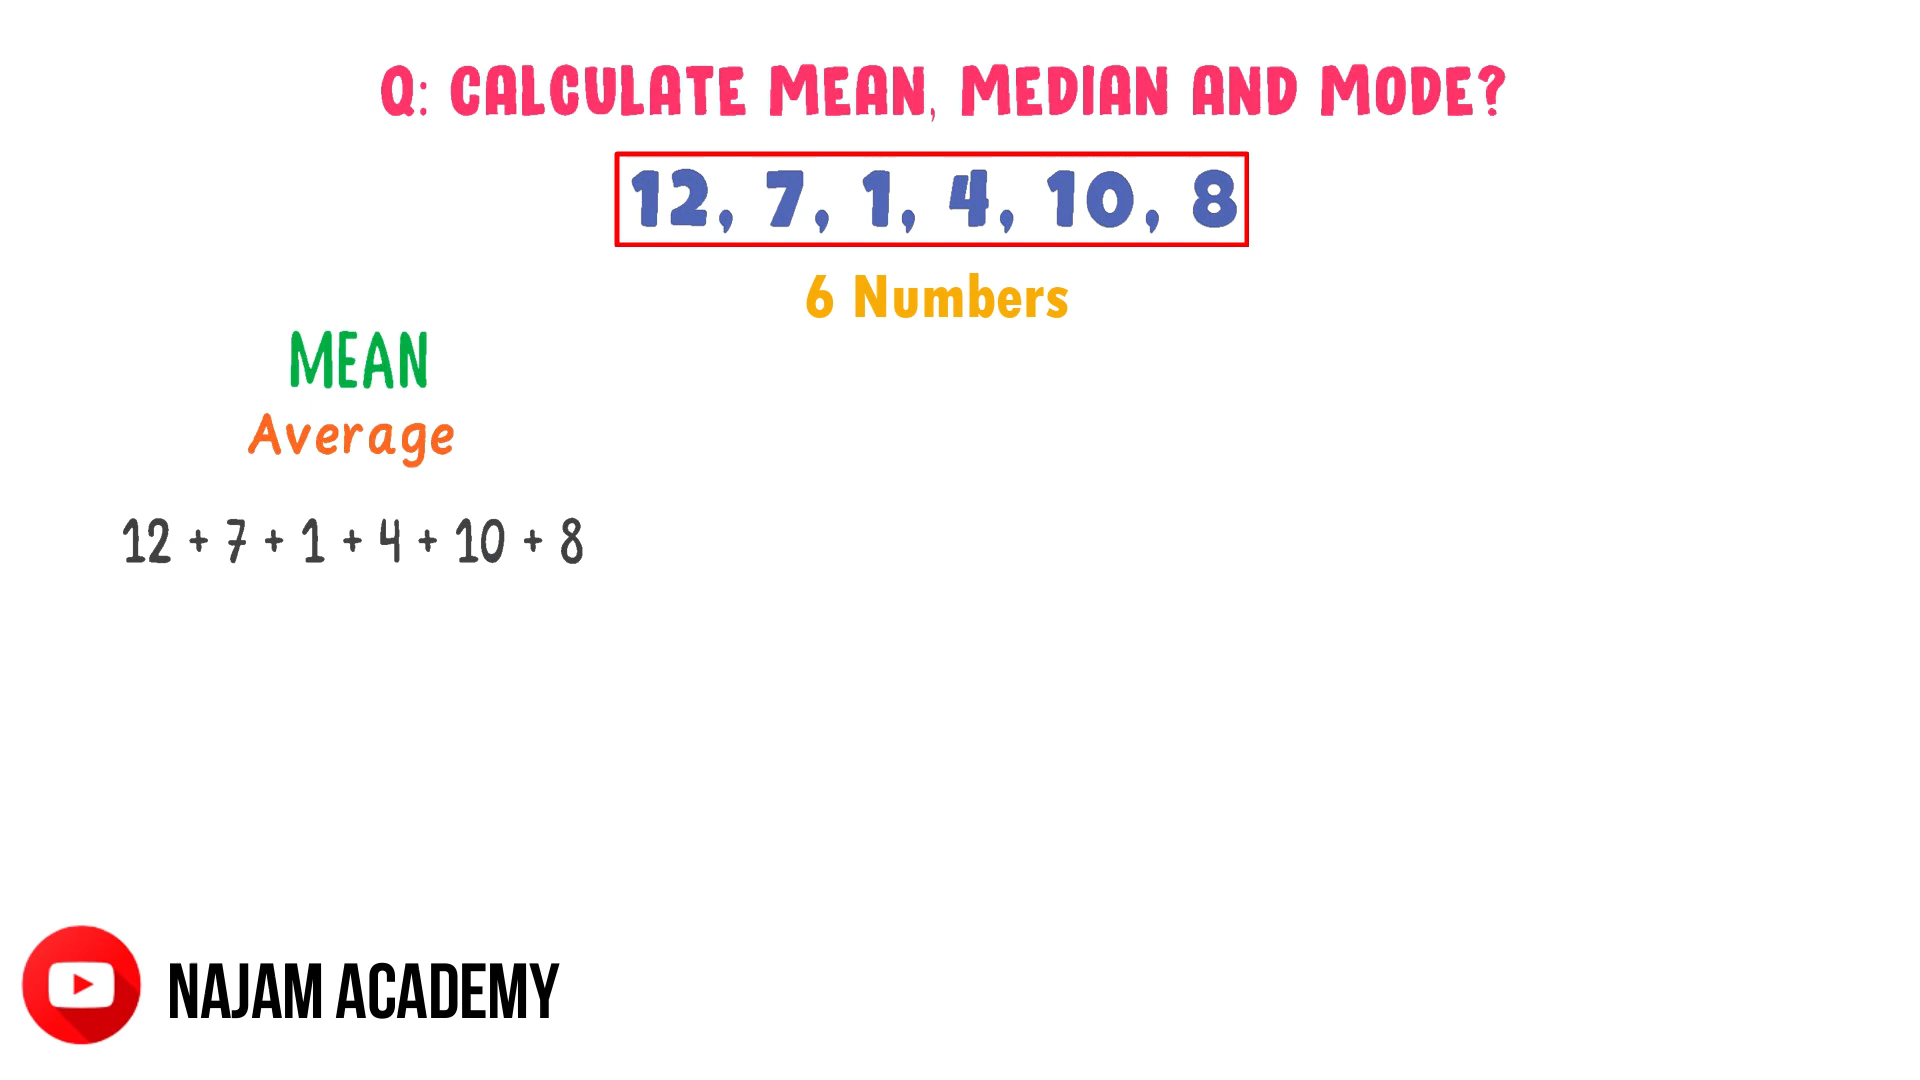 Q: CALCULATE MEAN, MEDIAN AND MODE?
12, 7, 1, 4, 10, 8
6 Numbers
MEAN
Average
12 + 7 + 1 + 4 + 10 + 8
NAJAM ACADEMY